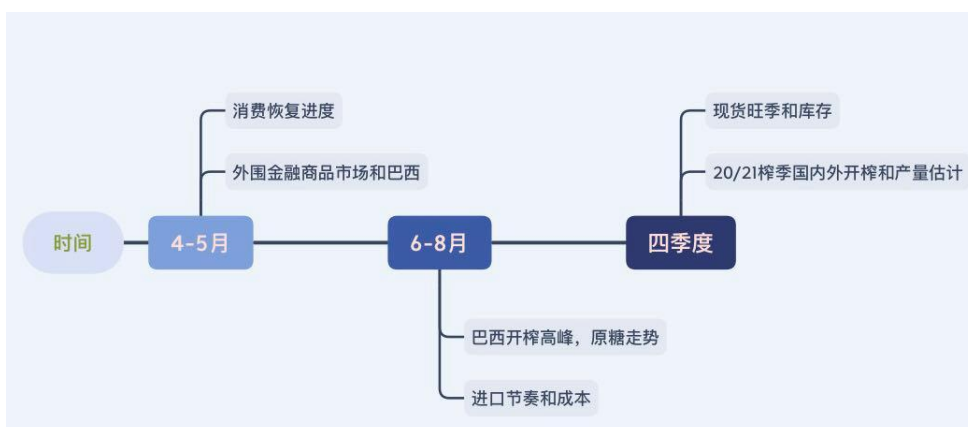 消费恢复进度
现货旺季和库存
外围金融商品市场和巴西
20/21榨季国内外开榨和产量估计
时间
4-5月
6-8月
四季度
巴西开榨高峰，原糖走势
进口节奏和成本